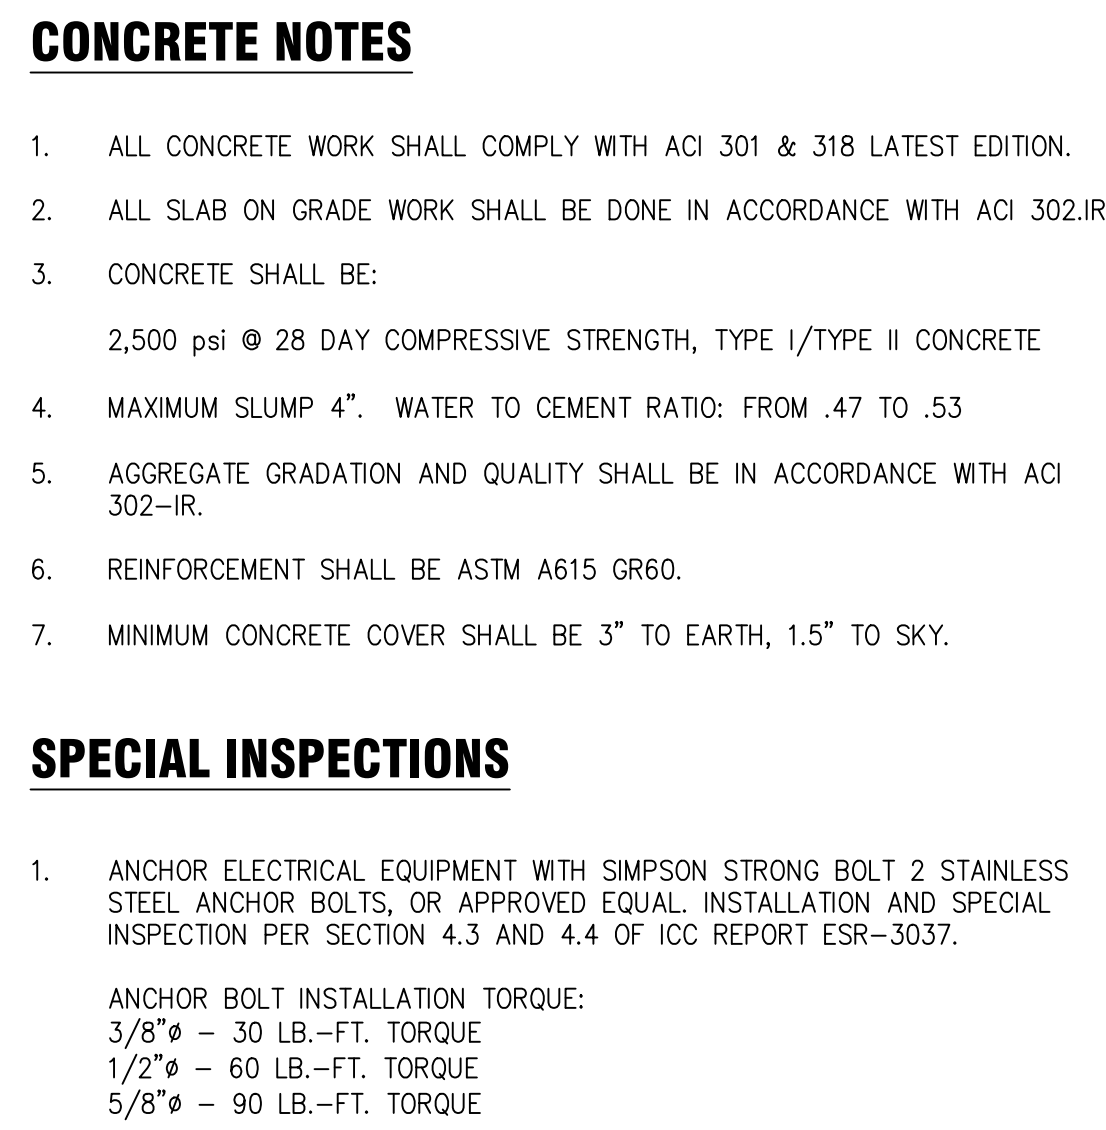 CONCRETE NOTES
1. ALL CONCRETE WORK SHALL COMPLY WITH ACI 301 & 318 LATEST EDITION.
2. ALL SLAB ON GRADE WORK SHALL BE DONE IN ACCORDANCE WITH ACI 302.IR
3. CONCRETE SHALL BE:
2,500 psi @ 28 DAY COMPRESSIVE STRENGTH, TYPE I/TYPE II CONCRETE
4. MAXIMUM SLUMP 4”. WATER TO CEMENT RATIO: FROM .47 TO .53
5. AGGREGATE GRADATION AND QUALITY SHALL BE IN ACCORDANCE WITH ACI
302–IR.
6. REINFORCEMENT SHALL BE ASTM A615 GR60.
7. MINIMUM CONCRETE COVER SHALL BE 3” TO EARTH, 1.5” TO SKY.
SPECIAL INSPECTIONS
1. ANCHOR ELECTRICAL EQUIPMENT WITH SIMPSON STRONG BOLT 2 STAINLESS
STEEL ANCHOR BOLTS, OR APPROVED EQUAL. INSTALLATION AND SPECIAL
INSPECTION PER SECTION 4.3 AND 4.4 OF ICC REPORT ESR–3037.
ANCHOR BOLT INSTALLATION TORQUE:
3/8”ø – 30 LB.–FT. TORQUE
1/2”ø – 60 LB.–FT. TORQUE
5/8”ø – 90 LB.–FT. TORQUE